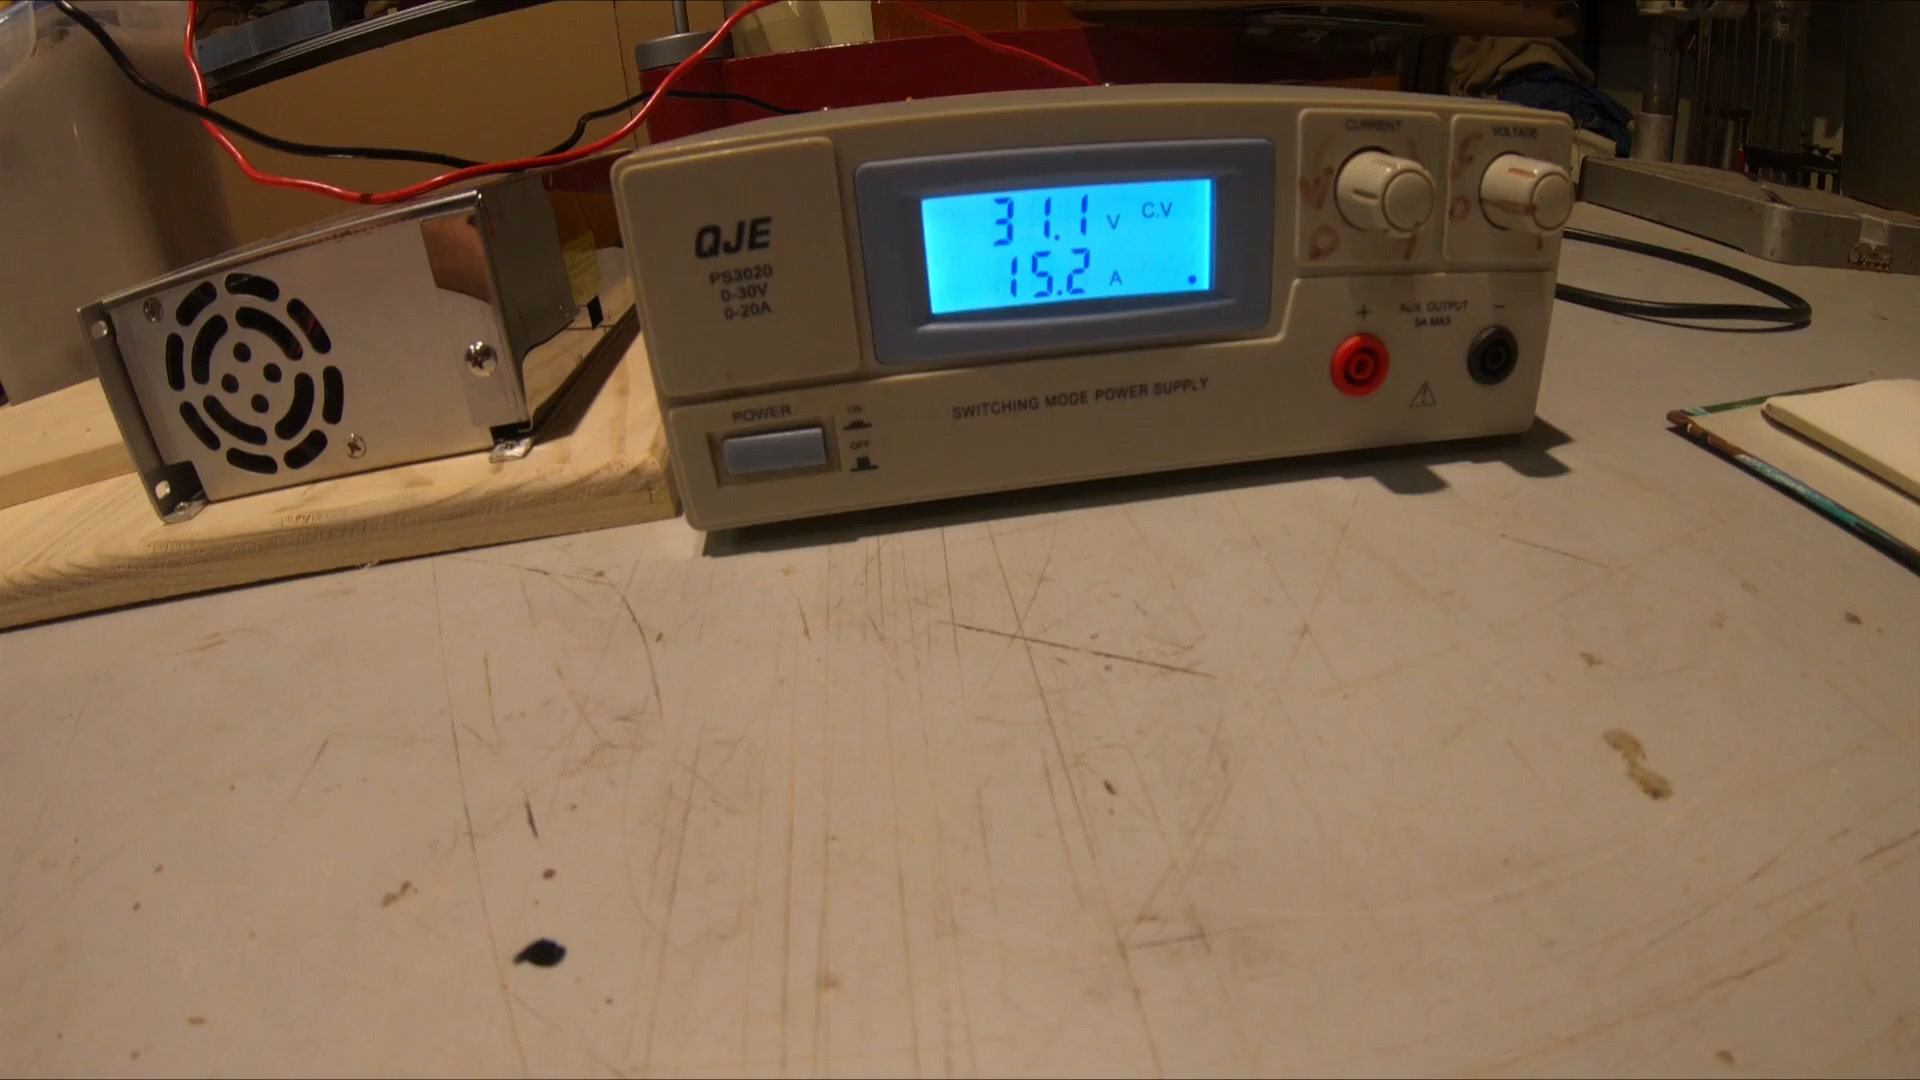 QJE
PS3020
0-30V
0-20A
31.1 V C.V
15.2 A
CURRENT
VOLTAGE
+ AUX. OUTPUT -
5A MAX
SWITCHING MODE POWER SUPPLY
POWER
ON
OFF